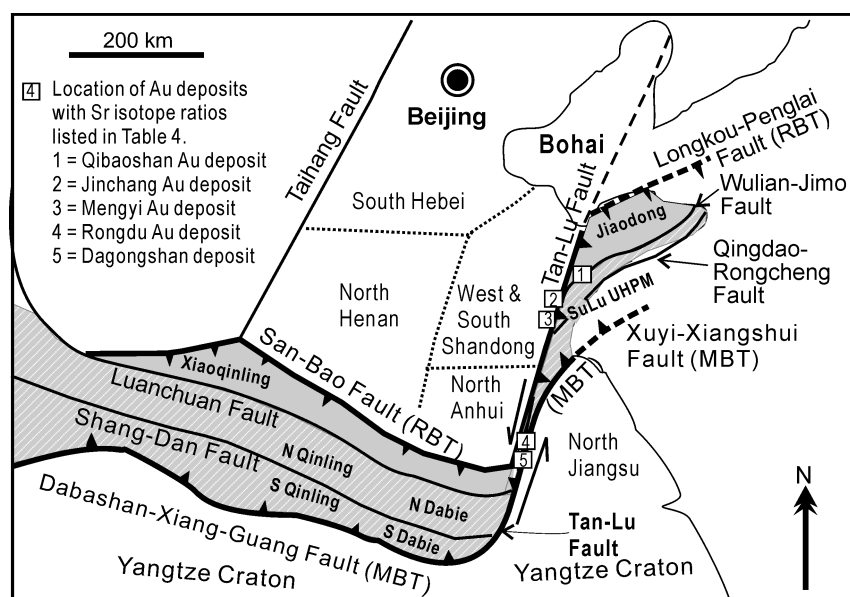 200 km
4 Location of Au deposits
with Sr isotope ratios
listed in Table 4.
1 = Qibaoshan Au deposit
2 = Jinchang Au deposit
3 = Mengyi Au deposit
4 = Rongdu Au deposit
5 = Dagongshan deposit
Taihang Fault
Beijing
Bohai
Longkou-Penglai
Fault (RBT)
Wulian-Jimo
Fault
South Hebei
Tan-Lu Fault
Jiaodong
Qingdao-
Rongcheng
Fault
1
2
3
SuLu UHPM
North
Henan
West &
South
Shandong
Xuyi-Xiangshui
Fault (MBT)
(MBT)
North
Anhui
San-Bao Fault (RBT)
Xiaoqinling
Luanchuan Fault
Shang-Dan Fault
4
5
North
Jiangsu
N Qinling
S Qinling
N Dabie
S Dabie
N
Tan-Lu
Fault
Dabashan-Xiang-Guang Fault (MBT)
Yangtze Craton
Yangtze Craton